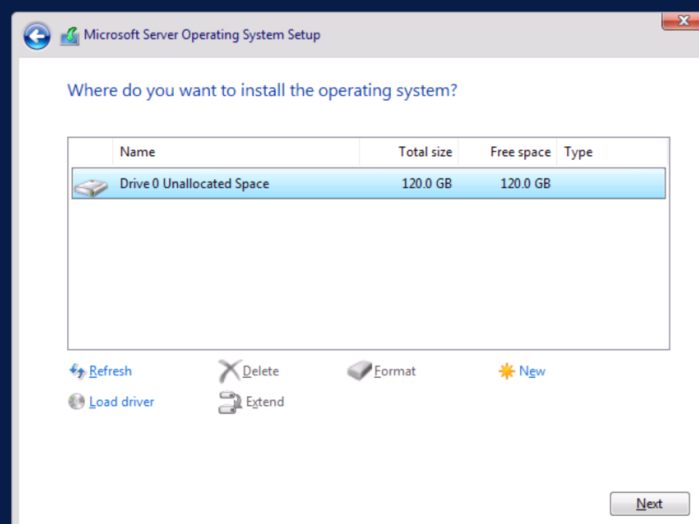 Microsoft Server Operating System Setup
Where do you want to install the operating system?
Name Total size Free space Type
Drive 0 Unallocated Space 120.0 GB 120.0 GB
Refresh Delete Format New
Load driver Extend
Next